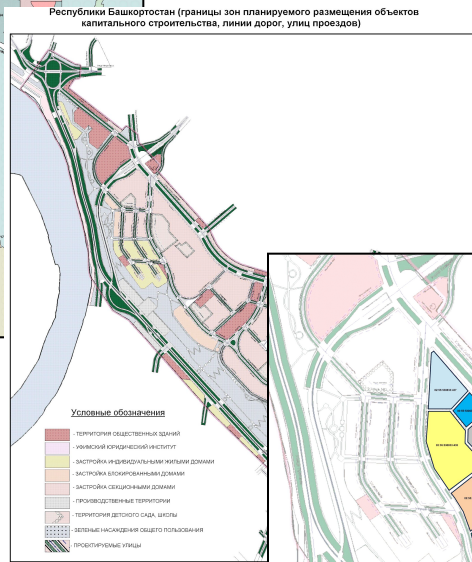 Республики Башкортостан (границы зон планируемого размещения объектов
капитального строительства, линии дорог, улиц проездов)
Условные обозначения
- ТЕРРИТОРИЯ ОБЩЕСТВЕННЫХ ЗДАНИЙ
- УФИМСКИЙ ЮРИДИЧЕСКИЙ ИНСТИТУТ
- ЗАСТРОЙКА ИНДИВИДУАЛЬНЫМИ ЖИЛЫМИ ДОМАМИ
- ЗАСТРОЙКА БЛОКИРОВАННЫМИ ДОМАМИ
- ЗАСТРОЙКА СЕКЦИОННЫМИ ДОМАМИ
- ПРОИЗВОДСТВЕННЫЕ ТЕРРИТОРИИ
- ТЕРРИТОРИЯ ДЕТСКОГО САДА, ШКОЛЫ
- ЗЕЛЕНЫЕ НАСАЖДЕНИЯ ОБЩЕГО ПОЛЬЗОВАНИЯ
- ПРОЕКТИРУЕМЫЕ УЛИЦЫ